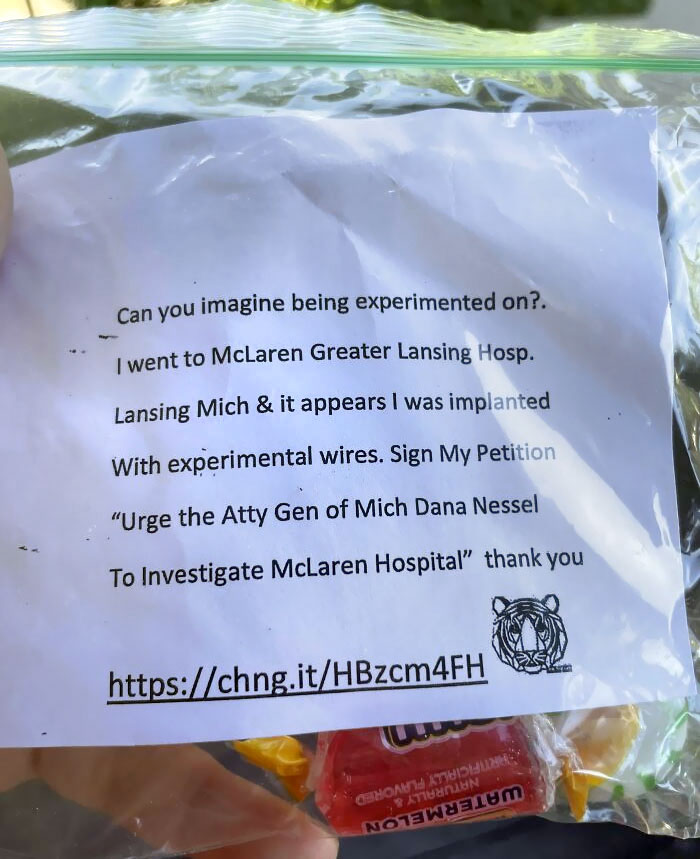 Can you imagine being experimented on?.
I went to McLaren Greater Lansing Hosp.
Lansing Mich & it appears I was implanted
With experimental wires. Sign My Petition
“Urge the Atty Gen of Mich Dana Nessel
To Investigate McLaren Hospital” thank you
https://chng.it/HBzcm4FH
WATERMELON
NATURALLY &
ARTIFICIALLY FLAVORED